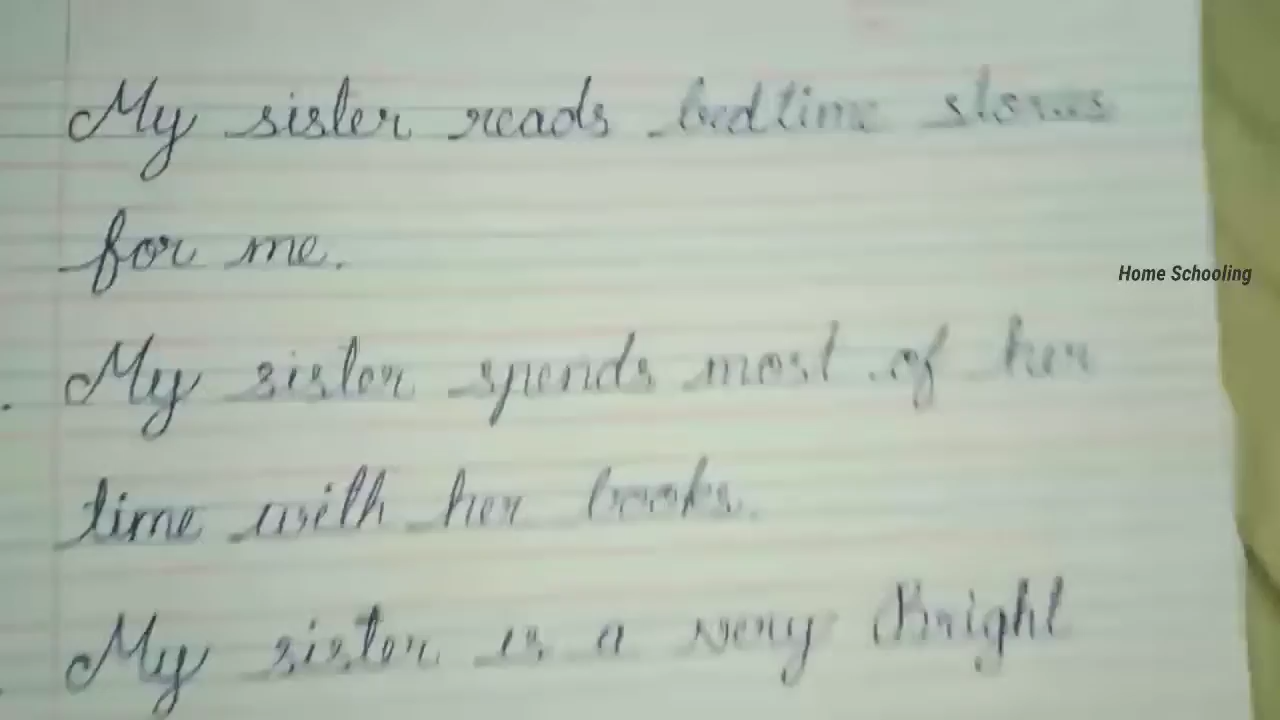 My sister reads bedtime stories
for me.
Home Schooling
. My sister spends most of her
time with her books.
. My sister is a very Bright